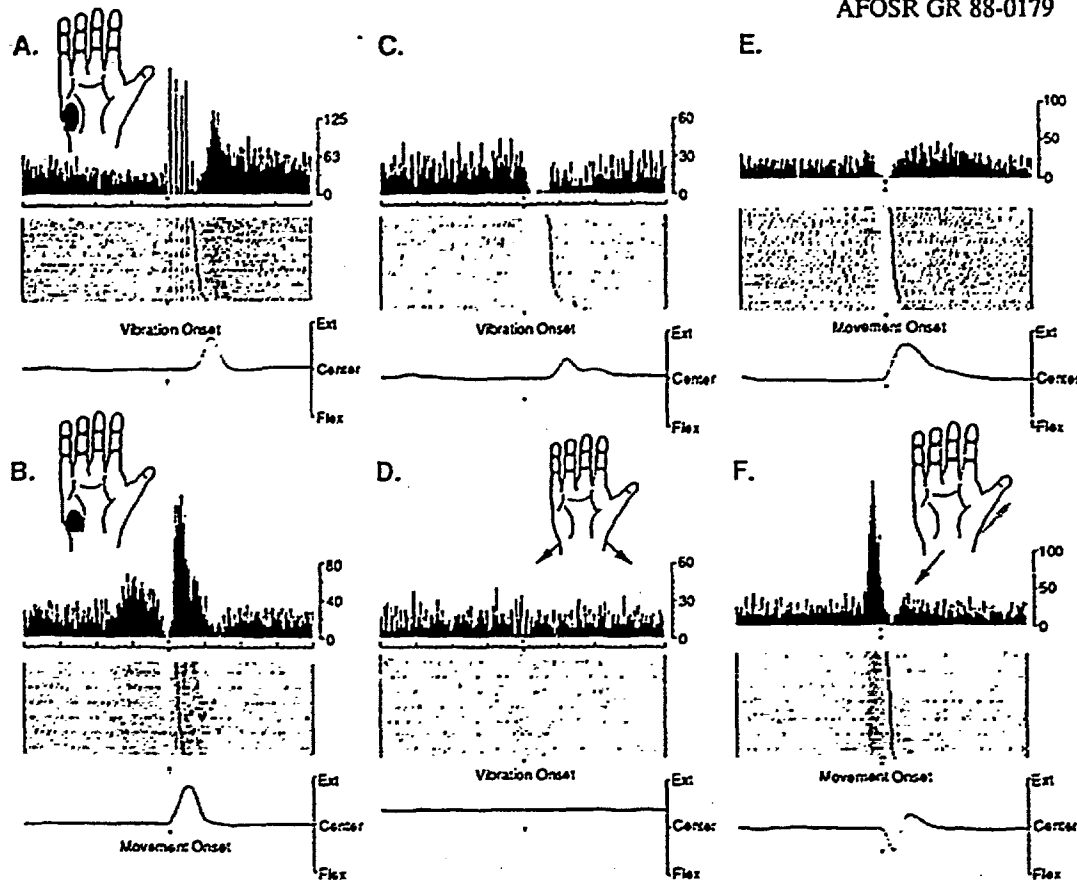 AFOSR GR 88-0179
A.
125
63
0
Vibration Onset
Ext
Center
Flex
C.
60
30
0
Vibration Onset
Ext
Center
Flex
E.
100
50
0
Movement Onset
Ext
Center
Flex
B.
80
40
0
Ext
Center
Flex
Movement Onset
D.
60
30
0
Vibration Onset
Ext
Center
Flex
F.
100
50
0
Movement Onset
Ext
Center
Flex